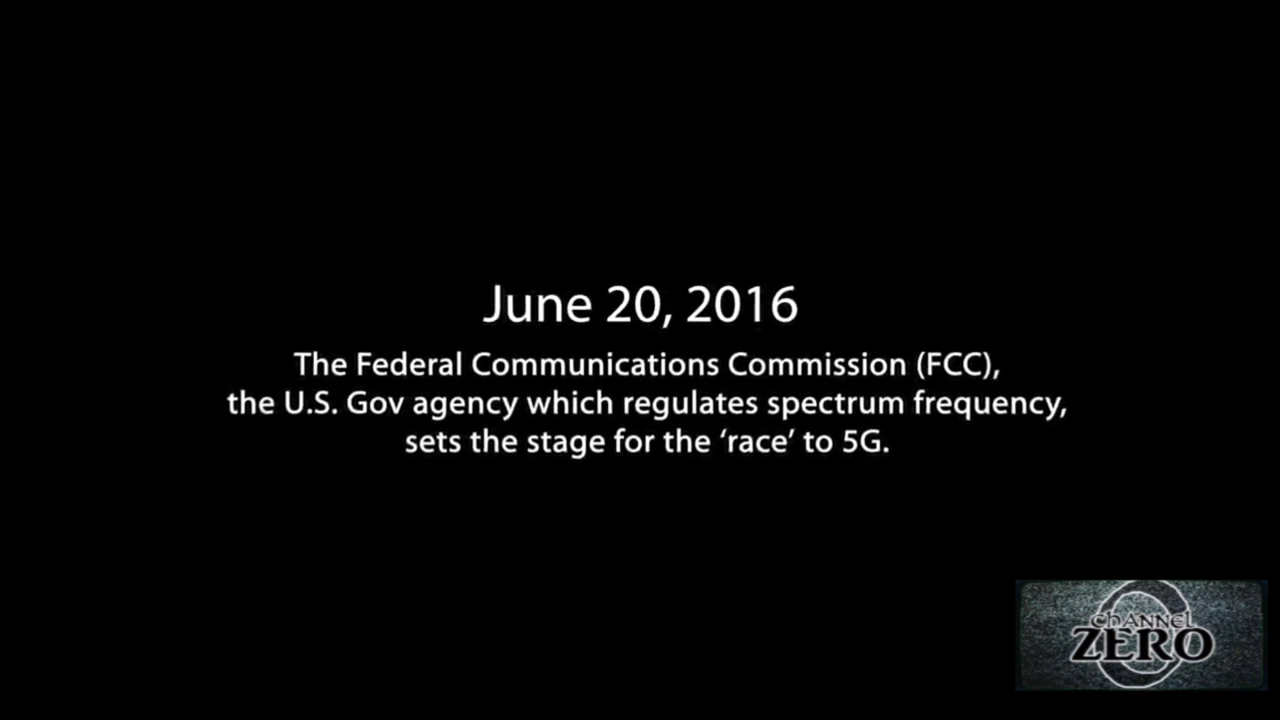 June 20, 2016
The Federal Communications Commission (FCC),
the U.S. Gov agency which regulates spectrum frequency,
sets the stage for the ‘race’ to 5G.
chANNEL
ZERO